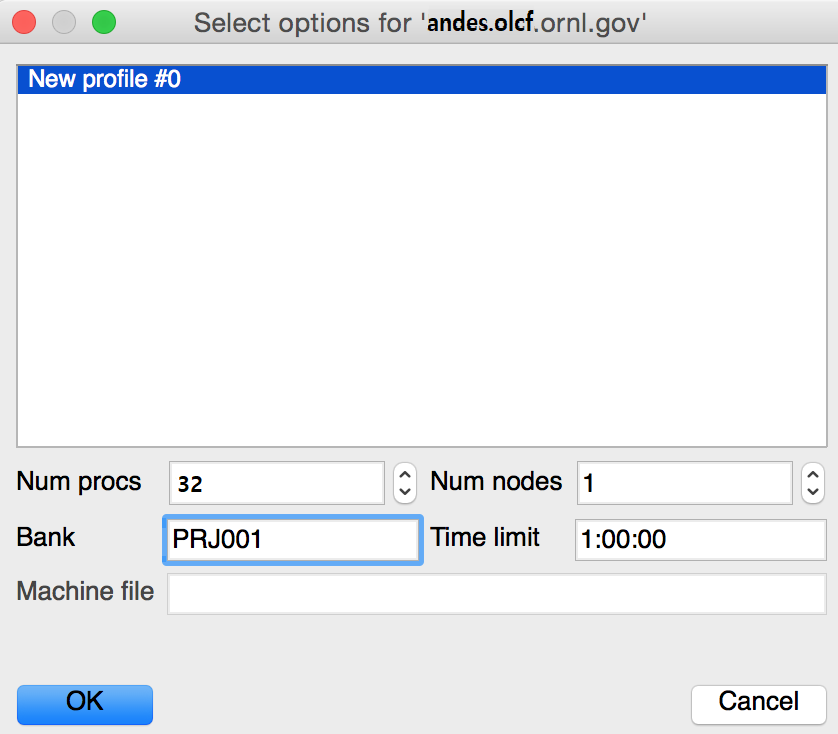 Select options for 'andes.olcf.ornl.gov'
New profile #0
Num procs 32 Num nodes 1
Bank PRJ001 Time limit 1:00:00
Machine file
OK Cancel